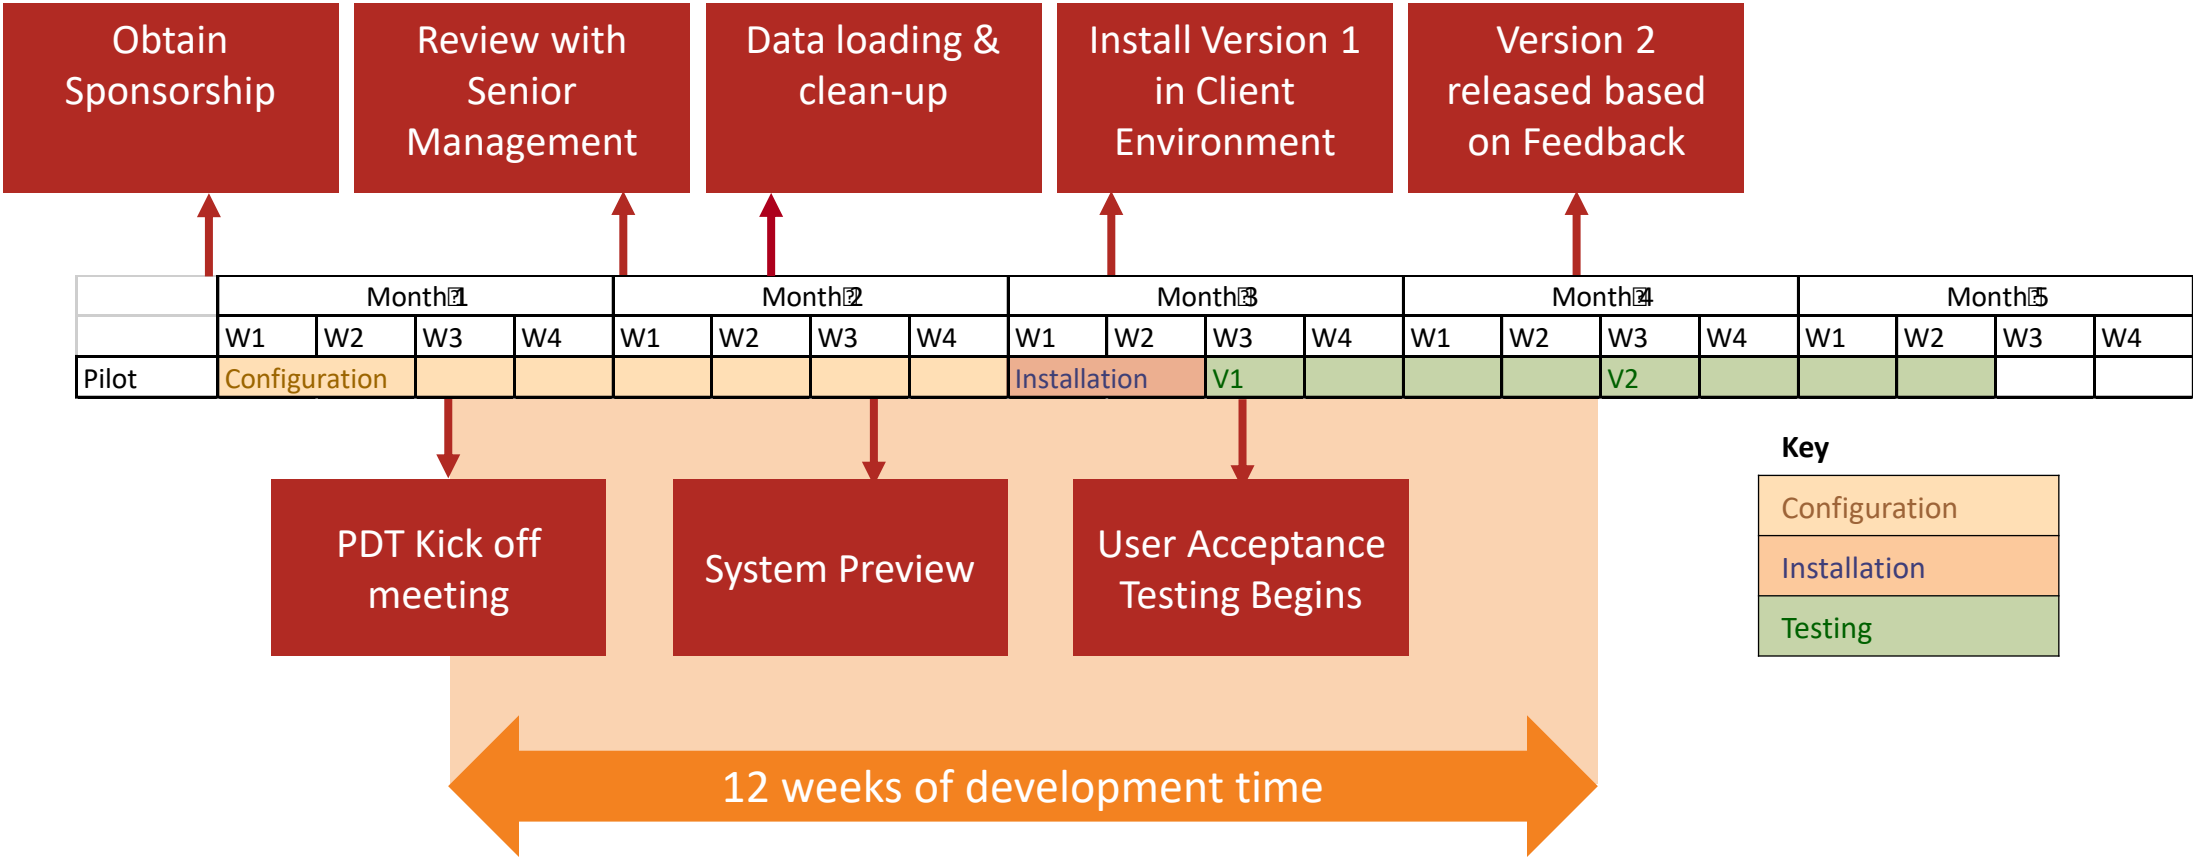 Obtain
Sponsorship
Review with
Senior
Management
Data loading &
clean-up
Install Version 1
in Client
Environment
Version 2
released based
on Feedback
Month 1 Month 2 Month 3 Month 4 Month 5
W1 W2 W3 W4 W1 W2 W3 W4 W1 W2 W3 W4 W1 W2 W3 W4 W1 W2 W3 W4
Pilot Configuration Installation V1 V2
PDT Kick off
meeting
System Preview
User Acceptance
Testing Begins
Key
Configuration
Installation
Testing
12 weeks of development time